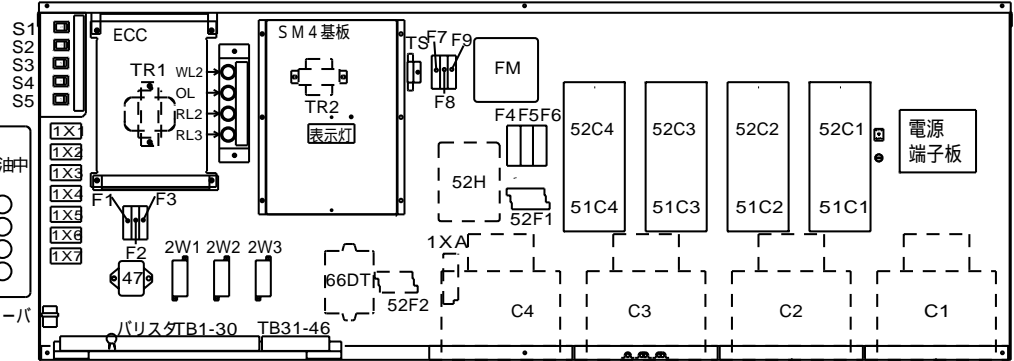 S1
S2
S3
S4
S5
ECC
TR1
WL2
OL
RL2
RL3
SM4基板
TR2
表示灯
TS
F7
F9
F8
FM
F4F5F6
52C4
51C4
52C3
51C3
52C2
51C2
52C1
51C1
電源
端子板
1X1
1X2
1X3
1X4
1X5
1X6
1X7
油中
F1
F3
F2
47
2W1
2W2
2W3
52H
52F1
1XA
66DT
52F2
C4
C3
C2
C1
ーバ
バリスタ
TB1-30
TB31-46